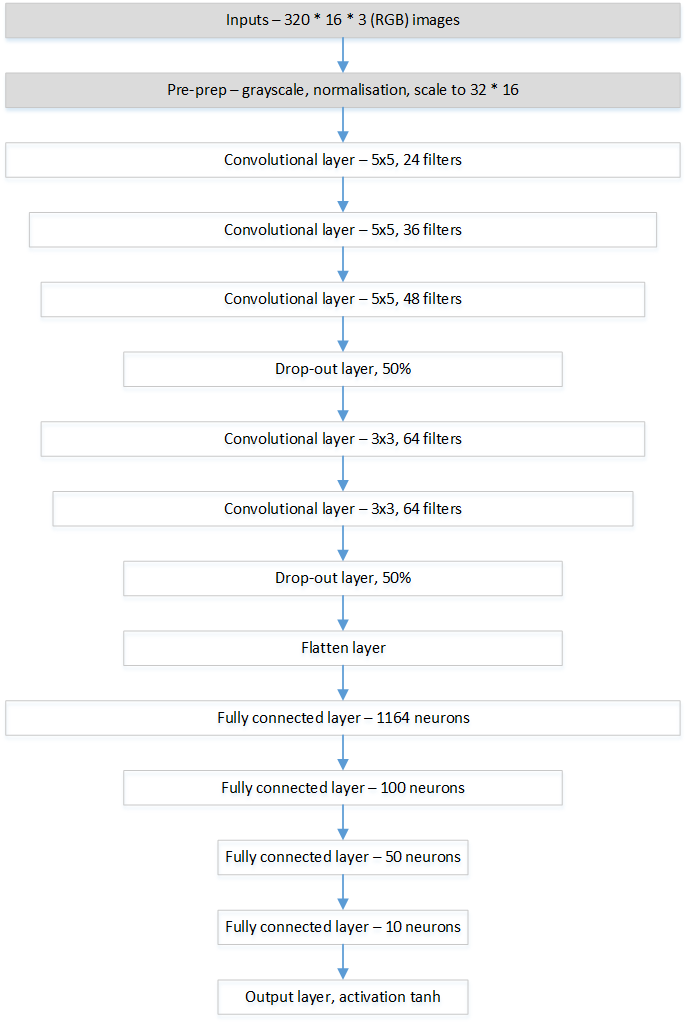 Inputs – 320 * 16 * 3 (RGB) images
Pre-prep – grayscale, normalisation, scale to 32 * 16
Convolutional layer – 5x5, 24 filters
Convolutional layer – 5x5, 36 filters
Convolutional layer – 5x5, 48 filters
Drop-out layer, 50%
Convolutional layer – 3x3, 64 filters
Convolutional layer – 3x3, 64 filters
Drop-out layer, 50%
Flatten layer
Fully connected layer – 1164 neurons
Fully connected layer – 100 neurons
Fully connected layer – 50 neurons
Fully connected layer – 10 neurons
Output layer, activation tanh